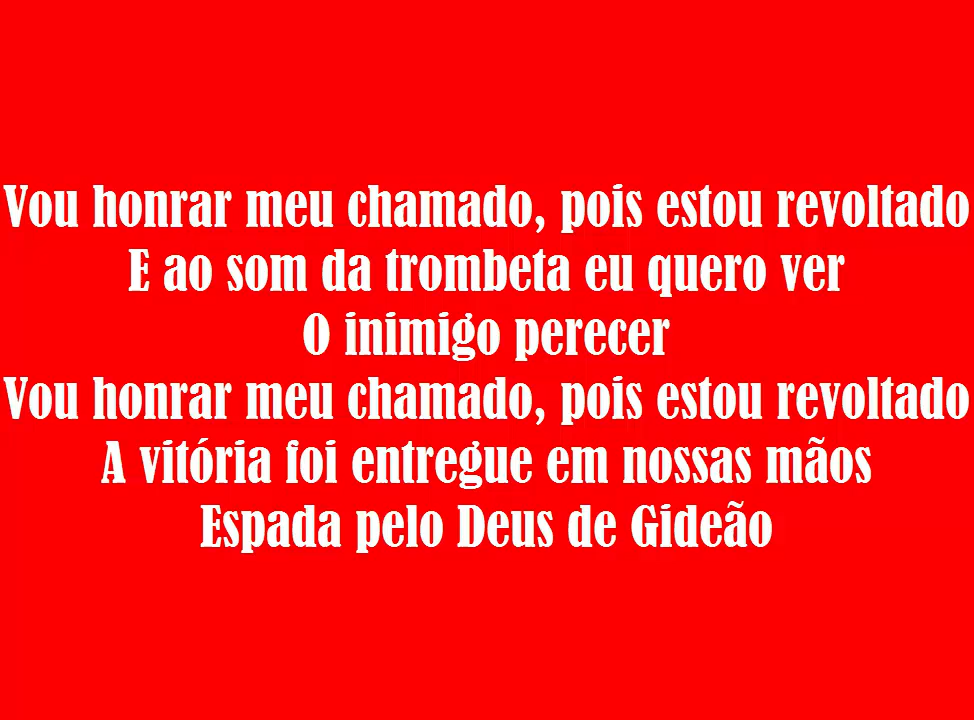 Vou honrar meu chamado, pois estou revoltado
E ao som da trombeta eu quero ver
O inimigo perecer
Vou honrar meu chamado, pois estou revoltado
A vitória foi entregue em nossas mãos
Espada pelo Deus de Gideão